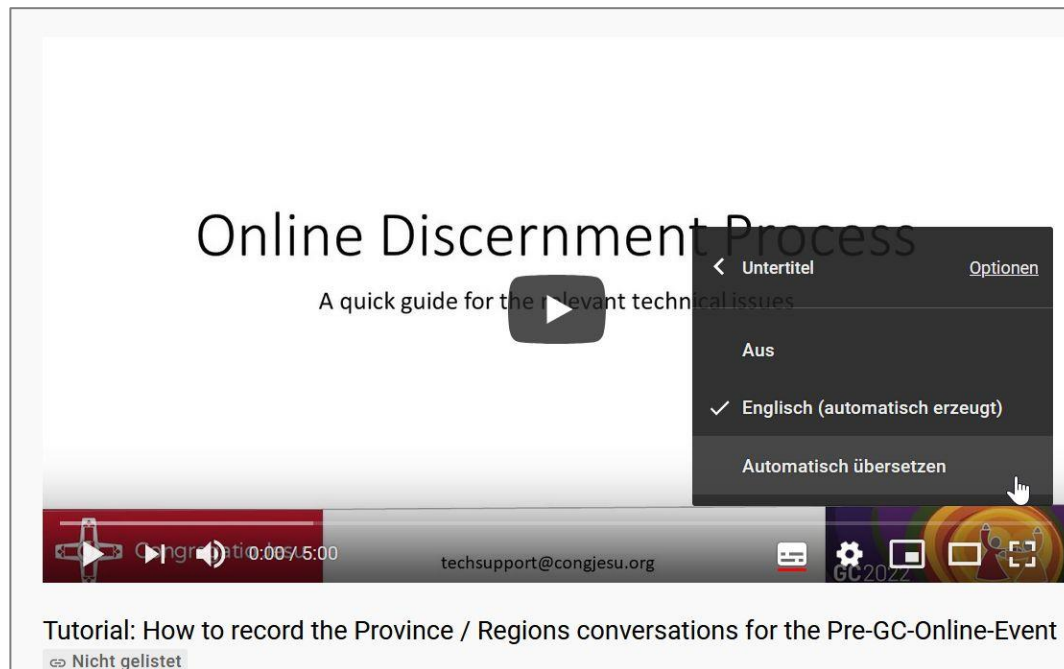 Online Discernment Process
A quick guide for the relevant technical issues
Untertitel
Optionen
Aus
Englisch (automatisch erzeugt)
Automatisch übersetzen
Congregatio Jesu
0:00 / 5:00
techsupport@congjesu.org
GC2022
Tutorial: How to record the Province / Regions conversations for the Pre-GC-Online-Event
Nicht gelistet